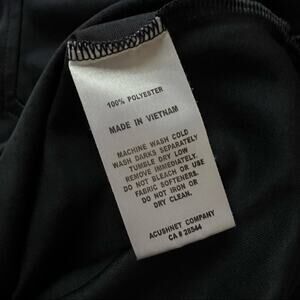 100% POLYESTER
MADE IN VIETNAM
MACHINE WASH COLD
WASH DARKS SEPARATELY
TUMBLE DRY LOW
REMOVE IMMEDIATELY.
DO NOT BLEACH OR USE
FABRIC SOFTENERS.
DO NOT IRON OR
DRY CLEAN.
ACUSHNET COMPANY
CA # 28544